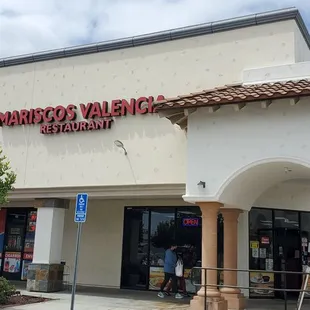 MARISCOS VALENCIA
RESTAURANT
OPEN